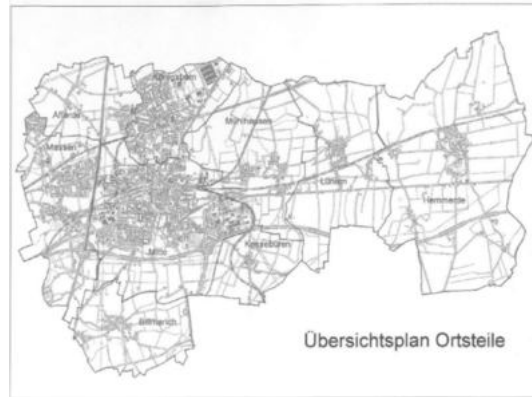 Königsborn
Afferde
Mühlhausen
Massen
Lünern
Hemmerde
Mitte
Kessebüren
Billmerich
Übersichtsplan Ortsteile